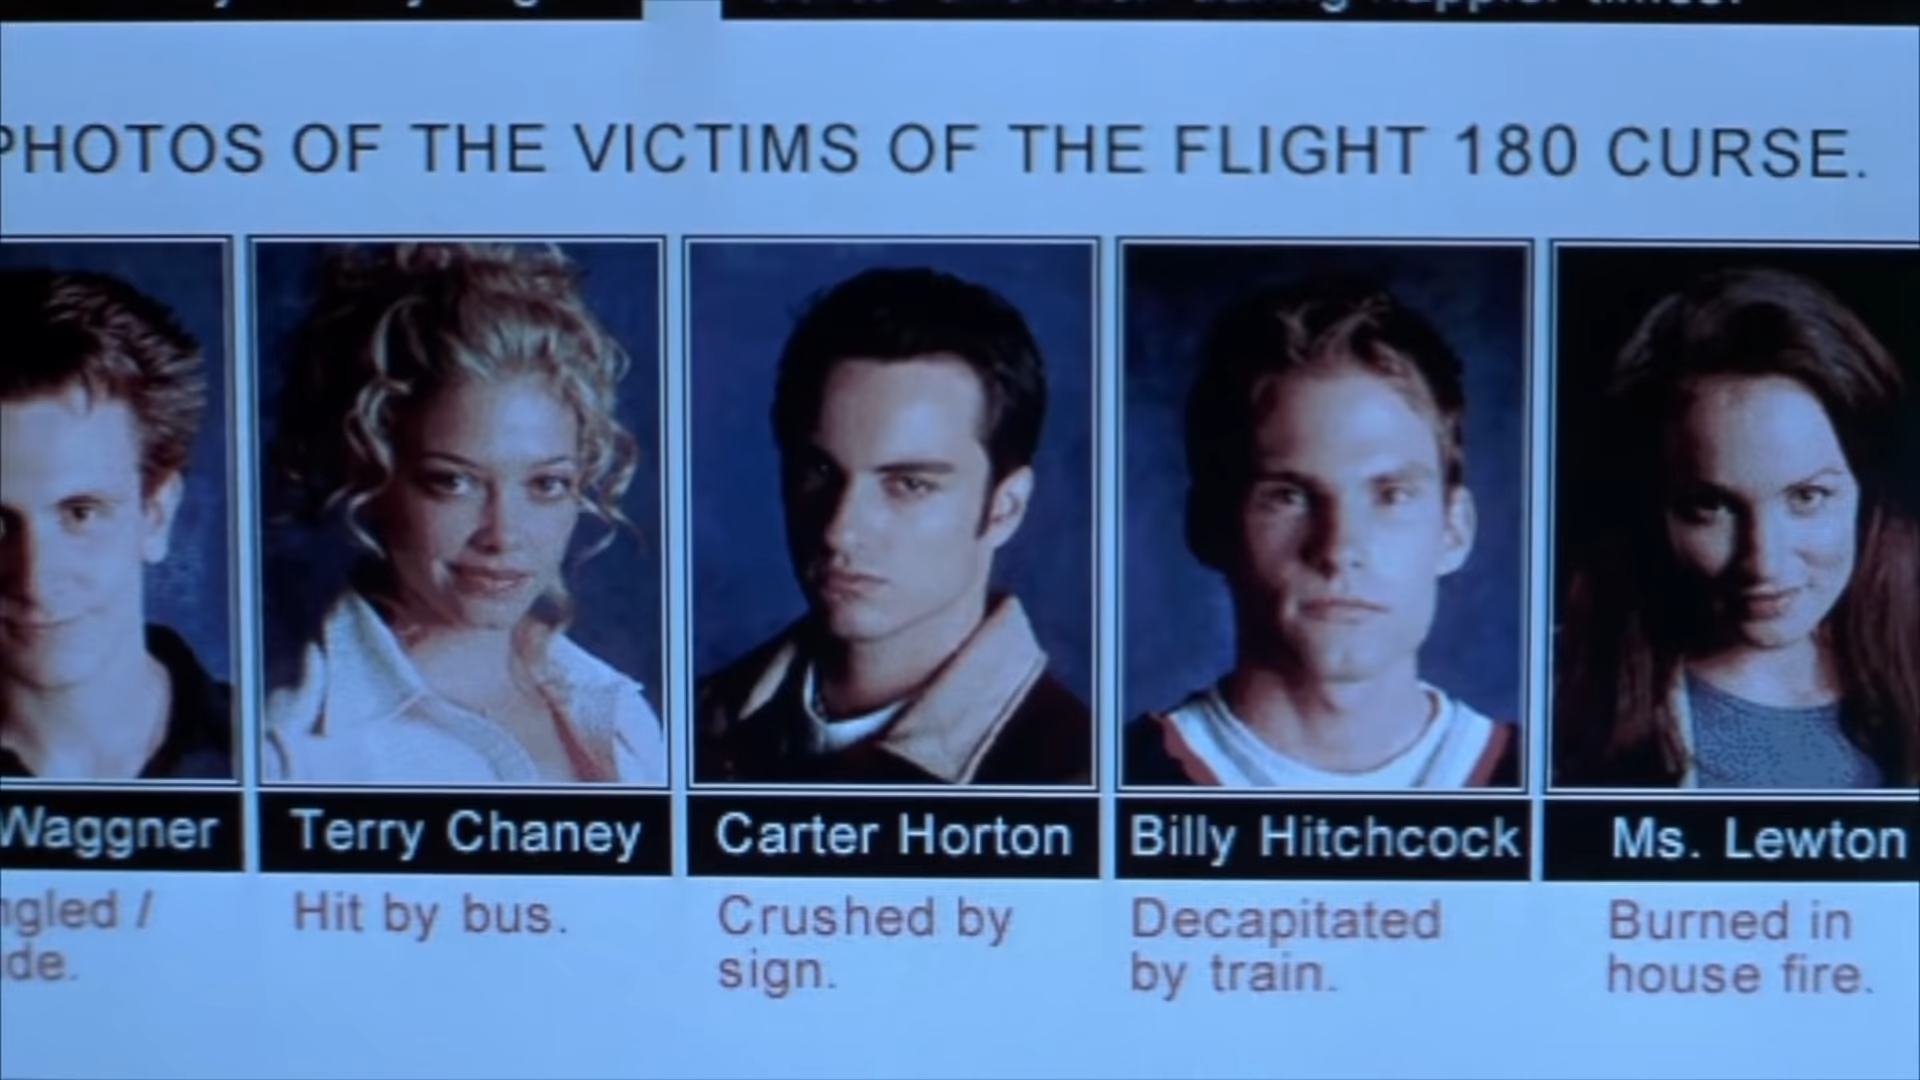 PHOTOS OF THE VICTIMS OF THE FLIGHT 180 CURSE.
Waggner
Terry Chaney
Carter Horton
Billy Hitchcock
Ms. Lewton
Hit by bus.
Crushed by
sign.
Decapitated
by train.
Burned in
house fire.